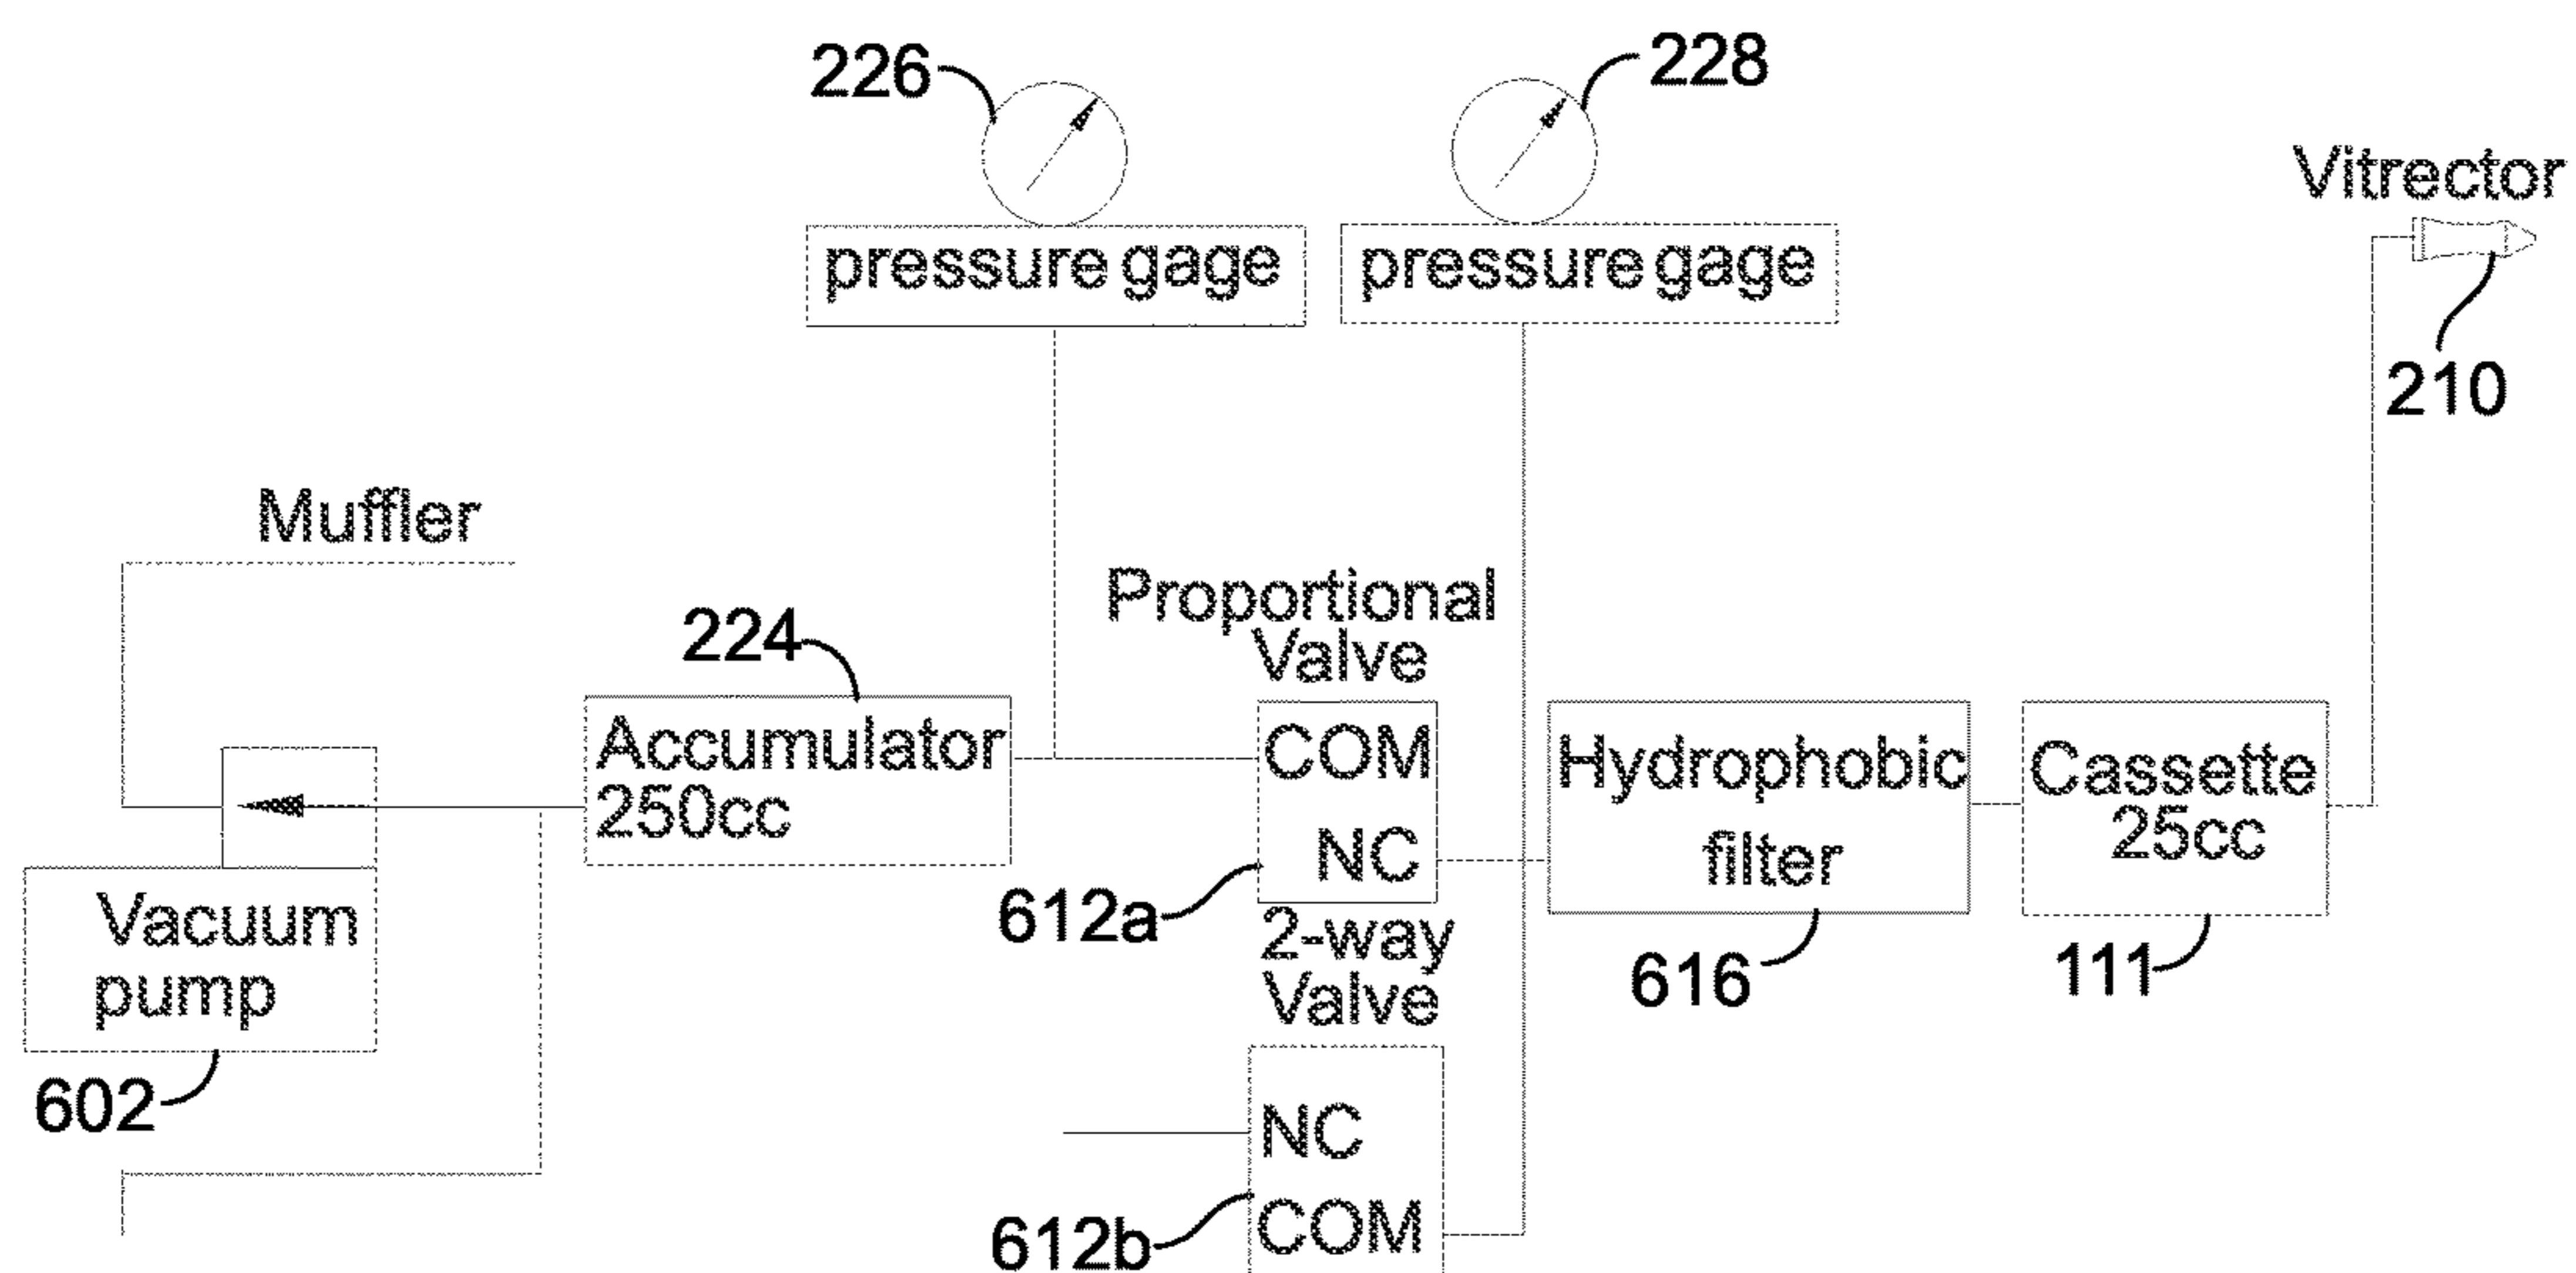 226
228
Vitrector
pressure gage
pressure gage
210
Muffler
Proportional
Valve
224
Accumulator
250cc
COM
NC
Hydrophobic
filter
Cassette
25cc
Vacuum
pump
612a
2-way
Valve
616
111
602
NC
COM
612b